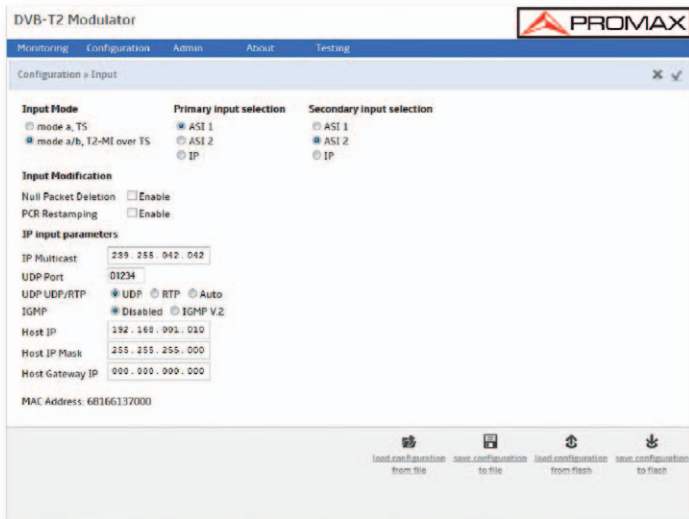 DVB-T2 Modulator
PROMAX
Monitoring Configuration Admin About Testing
Configuration » Input
Input Mode Primary input selection Secondary input selection
mode a, TS ASI 1 ASI 1
mode a/b, T2-MI over TS ASI 2 ASI 2
IP IP
Input Modification
Null Packet Deletion Enable
PCR Restamping Enable
IP input parameters
IP Multicast 239 . 255 . 042 . 042
UDP Port 01234
UDP UDP/RTP UDP RTP Auto
IGMP Disabled IGMP V.2
Host IP 192 . 168 . 001 . 010
Host IP Mask 255 . 255 . 255 . 000
Host Gateway IP 000 . 000 . 000 . 000
MAC Address: 68166137000
load configuration save configuration load configuration save configuration
from file to file from flash to flash